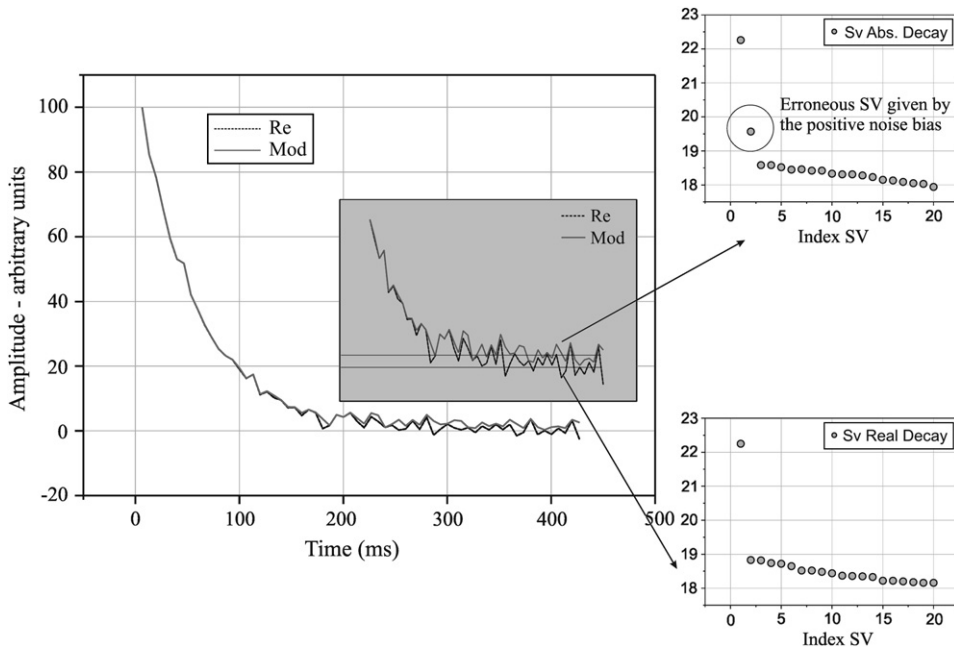 Amplitude - arbitrary units
100
80
60
40
20
0
-20
Re
Mod
Re
Mod
0
100
200
300
400
500
Time (ms)
23
22
21
20
19
18
Sv Abs. Decay
Erroneous SV given by
the positive noise bias
0
5
10
15
20
Index SV
23
22
21
20
19
18
Sv Real Decay
0
5
10
15
20
Index SV